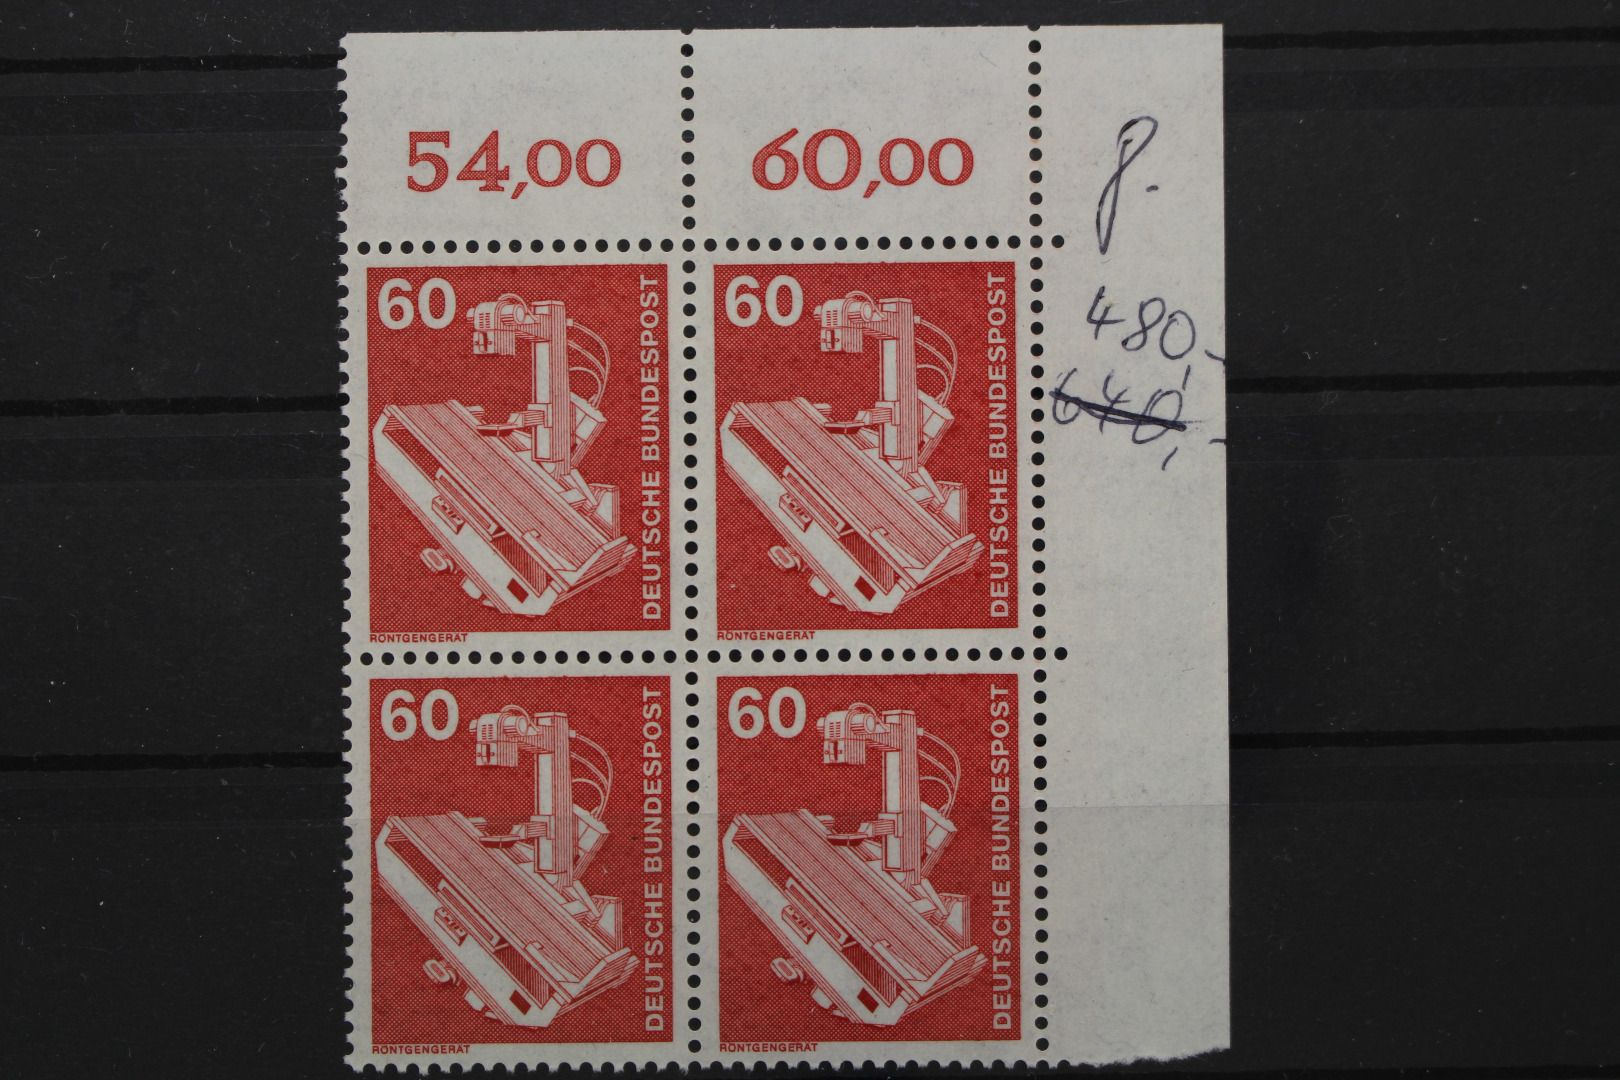 54,00 60,00
480,-
640,-
60 DEUTSCHE BUNDESPOST
RÖNTGENGERÄT
60 DEUTSCHE BUNDESPOST
RÖNTGENGERÄT
60 DEUTSCHE BUNDESPOST
RÖNTGENGERÄT
60 DEUTSCHE BUNDESPOST
RÖNTGENGERÄT